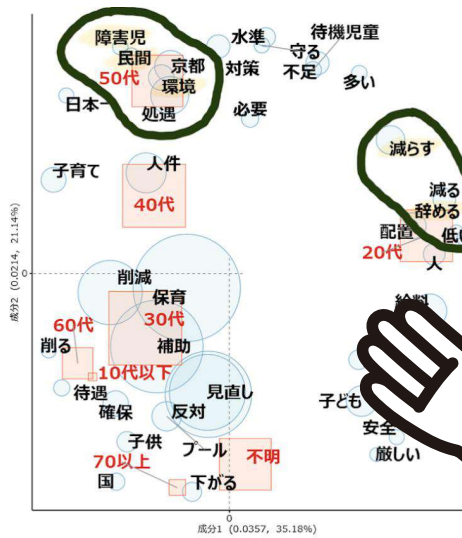 障害児
水準
待機児童
民間
守る
50代
京都
対策
不足
環境
多い
日本一
処遇
必要
減らす
子育て
人件
減る
40代
辞める
配置
低い
20代
人
0
削減
保育
給料
60代
30代
削る
補助
10代以下
待遇
見直し
確保
反対
子ども
安全
子供
プール
70以上
不明
厳しい
国
下がる
0
成分1 (0.0357, 35.18%)
成分2 (0.0214, 21.14%)